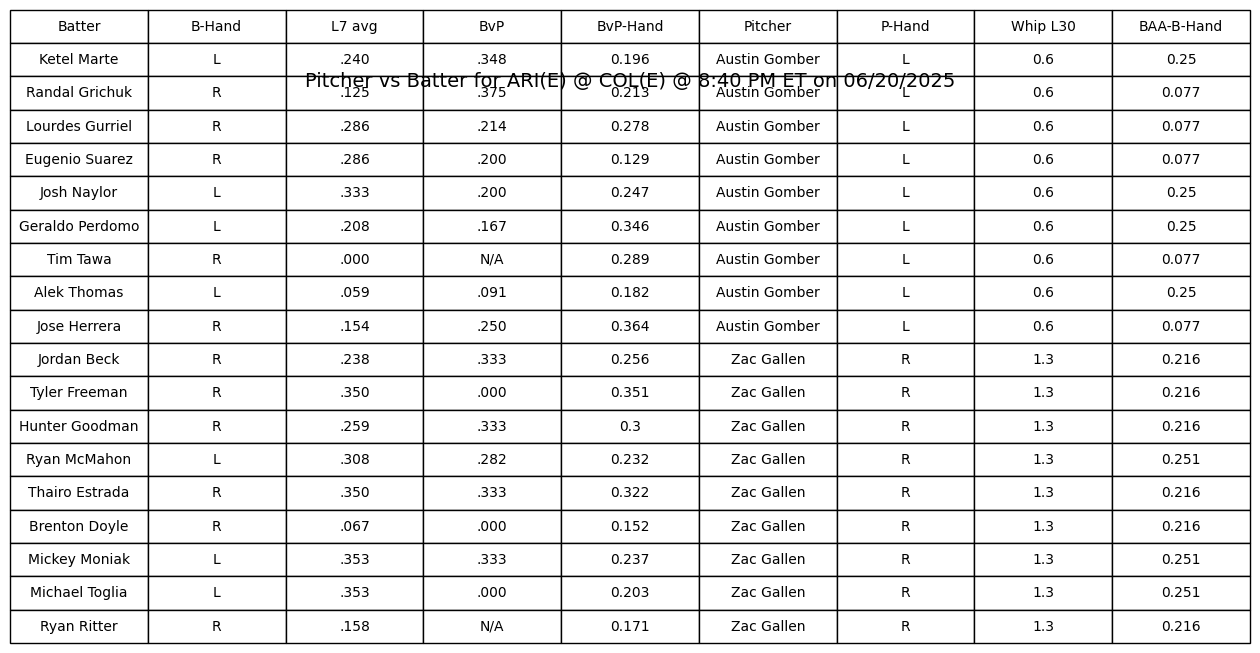 Batter B-Hand L7 avg BvP BvP-Hand Pitcher P-Hand Whip L30 BAA-B-Hand
Ketel Marte L .240 .348 0.196 Austin Gomber L 0.6 0.25
Pitcher vs Batter for ARI(E) @ COL(E) @ 8:40 PM ET on 06/20/2025
Randal Grichuk R .125 .375 0.213 Austin Gomber L 0.6 0.077
Lourdes Gurriel R .286 .214 0.278 Austin Gomber L 0.6 0.077
Eugenio Suarez R .286 .200 0.129 Austin Gomber L 0.6 0.077
Josh Naylor L .333 .200 0.247 Austin Gomber L 0.6 0.25
Geraldo Perdomo L .208 .167 0.346 Austin Gomber L 0.6 0.25
Tim Tawa R .000 N/A 0.289 Austin Gomber L 0.6 0.077
Alek Thomas L .059 .091 0.182 Austin Gomber L 0.6 0.25
Jose Herrera R .154 .250 0.364 Austin Gomber L 0.6 0.077
Jordan Beck R .238 .333 0.256 Zac Gallen R 1.3 0.216
Tyler Freeman R .350 .000 0.351 Zac Gallen R 1.3 0.216
Hunter Goodman R .259 .333 0.3 Zac Gallen R 1.3 0.216
Ryan McMahon L .308 .282 0.232 Zac Gallen R 1.3 0.251
Thairo Estrada R .350 .333 0.322 Zac Gallen R 1.3 0.216
Brenton Doyle R .067 .000 0.152 Zac Gallen R 1.3 0.216
Mickey Moniak L .353 .333 0.237 Zac Gallen R 1.3 0.251
Michael Toglia L .353 .000 0.203 Zac Gallen R 1.3 0.251
Ryan Ritter R .158 N/A 0.171 Zac Gallen R 1.3 0.216